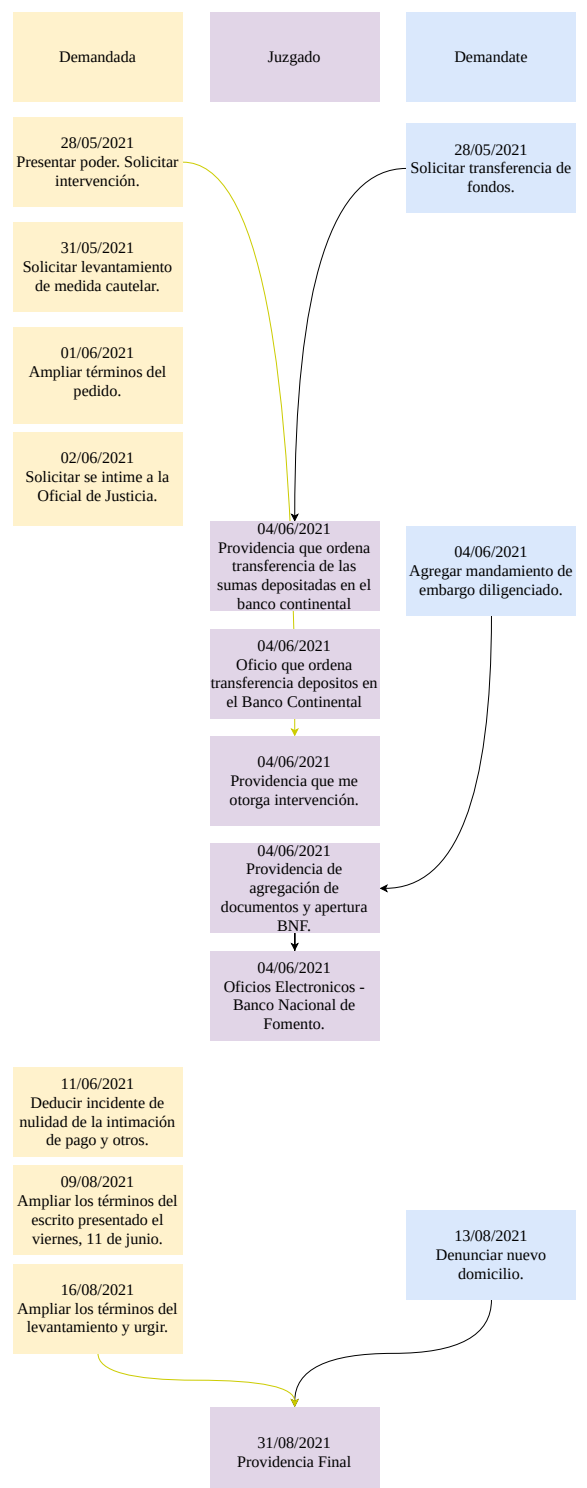 Demandada
Juzgado
Demandate
28/05/2021
Presentar poder. Solicitar
intervención.
28/05/2021
Solicitar transferencia de
fondos.
31/05/2021
Solicitar levantamiento
de medida cautelar.
01/06/2021
Ampliar términos del
pedido.
02/06/2021
Solicitar se intime a la
Oficial de Justicia.
04/06/2021
Providencia que ordena
transferencia de las
sumas depositadas en el
banco continental
04/06/2021
Agregar mandamiento de
embargo diligenciado.
04/06/2021
Oficio que ordena
transferencia depositos en
el Banco Continental
04/06/2021
Providencia que me
otorga intervención.
04/06/2021
Providencia de
agregación de
documentos y apertura
BNF.
04/06/2021
Oficios Electronicos -
Banco Nacional de
Fomento.
11/06/2021
Deducir incidente de
nulidad de la intimación
de pago y otros.
09/08/2021
Ampliar los términos del
escrito presentado el
viernes, 11 de junio.
13/08/2021
Denunciar nuevo
domicilio.
16/08/2021
Ampliar los términos del
levantamiento y urgir.
31/08/2021
Providencia Final